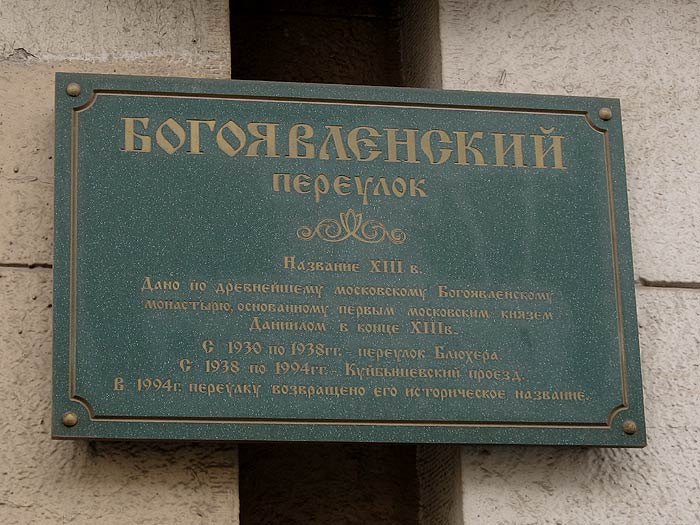 БОГОЯВЛЕНСКИЙ
переулок
Название XIII в.
Дано по древнейшему московскому Богоявленскому
монастырю, основанному первым московским князем
Даниилом в конце XIIIв.
С 1930 по 1938гг.- переулок Блюхера.
С 1938 по 1994гг.- Куйбышевский проезд.
В 1994г. переулку возвращено его историческое название.